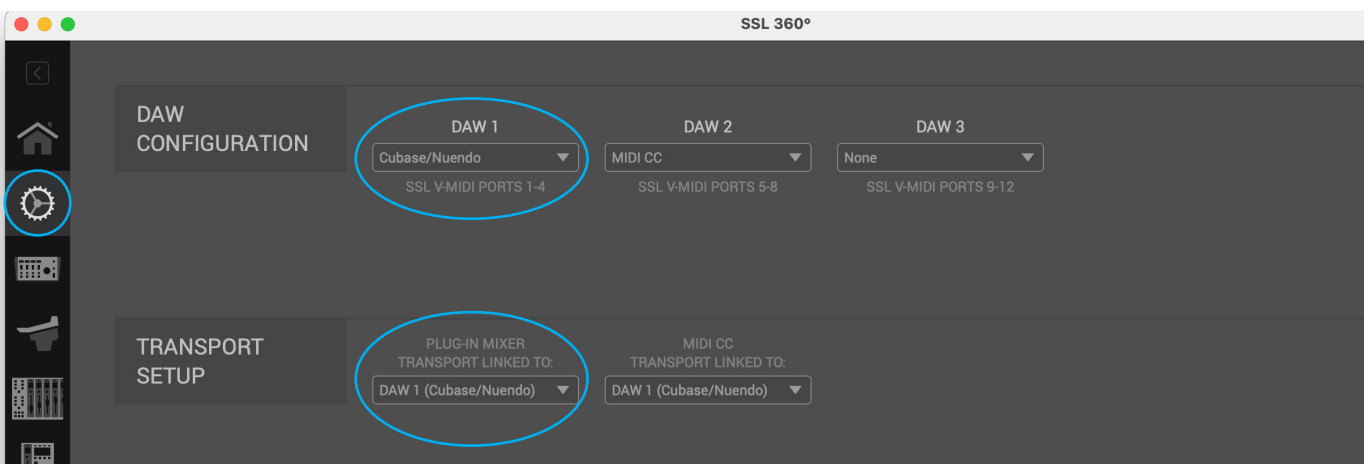 SSL 360°
DAW
CONFIGURATION
DAW 1
Cubase/Nuendo
SSL V-MIDI PORTS 1-4
DAW 2
MIDI CC
SSL V-MIDI PORTS 5-8
DAW 3
None
SSL V-MIDI PORTS 9-12
TRANSPORT
SETUP
PLUG-IN MIXER
TRANSPORT LINKED TO:
DAW 1 (Cubase/Nuendo)
MIDI CC
TRANSPORT LINKED TO:
DAW 1 (Cubase/Nuendo)